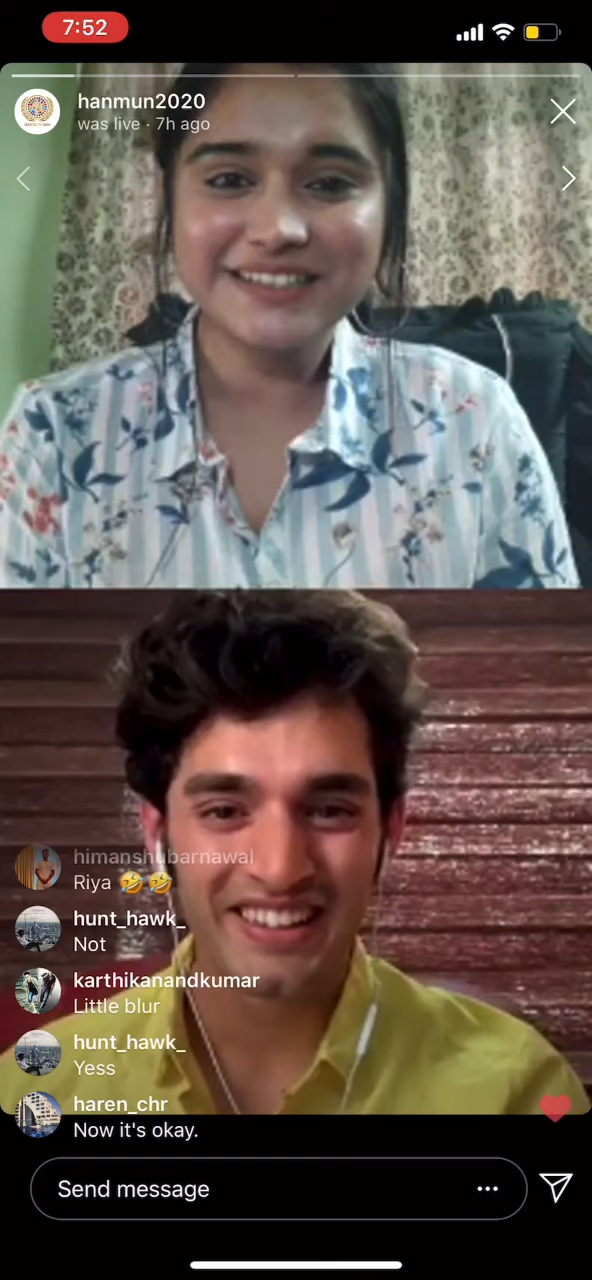 7:52
hanmun2020
was live · 7h ago
himanshubarnawal
Riya 🤣🤣
hunt_hawk_
Not
karthikanandkumar
Little blur
hunt_hawk_
Yess
haren_chr
Now it's okay.
Send message